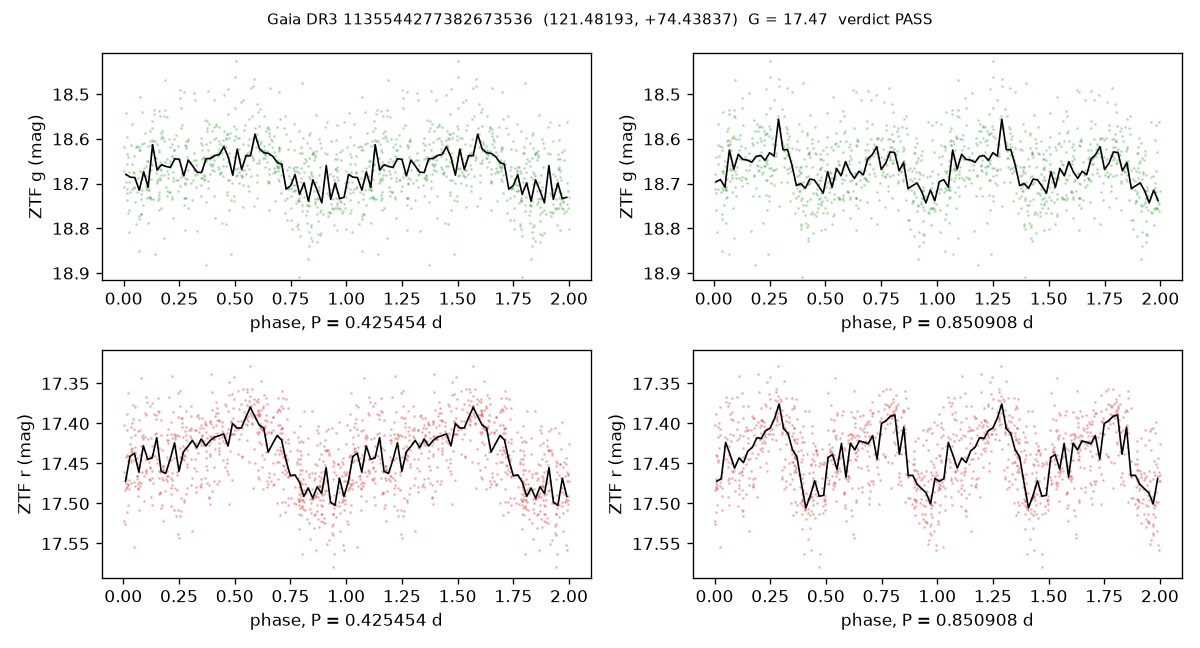 Gaia DR3 1135544277382673536  (121.48193, +74.43837)  G = 17.47  verdict PASS
ZTF g (mag)
18.5
18.6
18.7
18.8
18.9
0.00 0.25 0.50 0.75 1.00 1.25 1.50 1.75 2.00
phase, P = 0.425454 d
ZTF g (mag)
18.5
18.6
18.7
18.8
18.9
0.00 0.25 0.50 0.75 1.00 1.25 1.50 1.75 2.00
phase, P = 0.850908 d
ZTF r (mag)
17.35
17.40
17.45
17.50
17.55
0.00 0.25 0.50 0.75 1.00 1.25 1.50 1.75 2.00
phase, P = 0.425454 d
ZTF r (mag)
17.35
17.40
17.45
17.50
17.55
0.00 0.25 0.50 0.75 1.00 1.25 1.50 1.75 2.00
phase, P = 0.850908 d